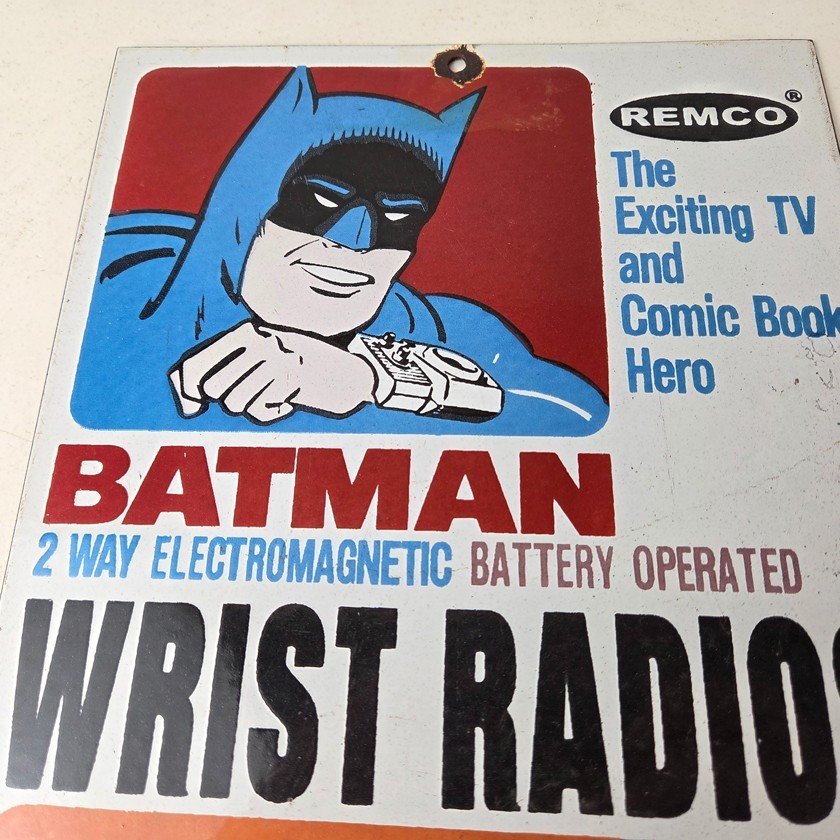 REMCO®
The
Exciting TV
and
Comic Book
Hero
BATMAN
2 WAY ELECTROMAGNETIC BATTERY OPERATED
WRIST RADIOS